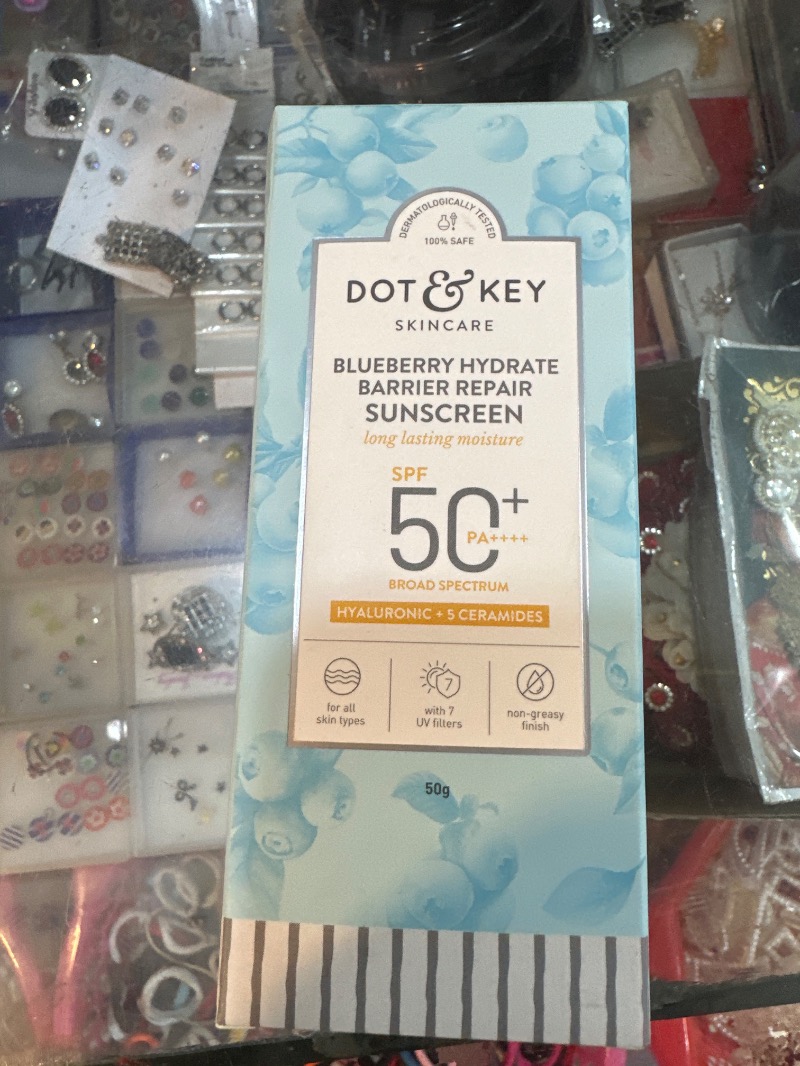 DERMATOLOGICALLY TESTED
100% SAFE
DOT & KEY
SKINCARE
BLUEBERRY HYDRATE
BARRIER REPAIR
SUNSCREEN
long lasting moisture
SPF
50+
PA++++
BROAD SPECTRUM
HYALURONIC + 5 CERAMIDES
for all
skin types
7
with 7
UV filters
non-greasy
finish
50g